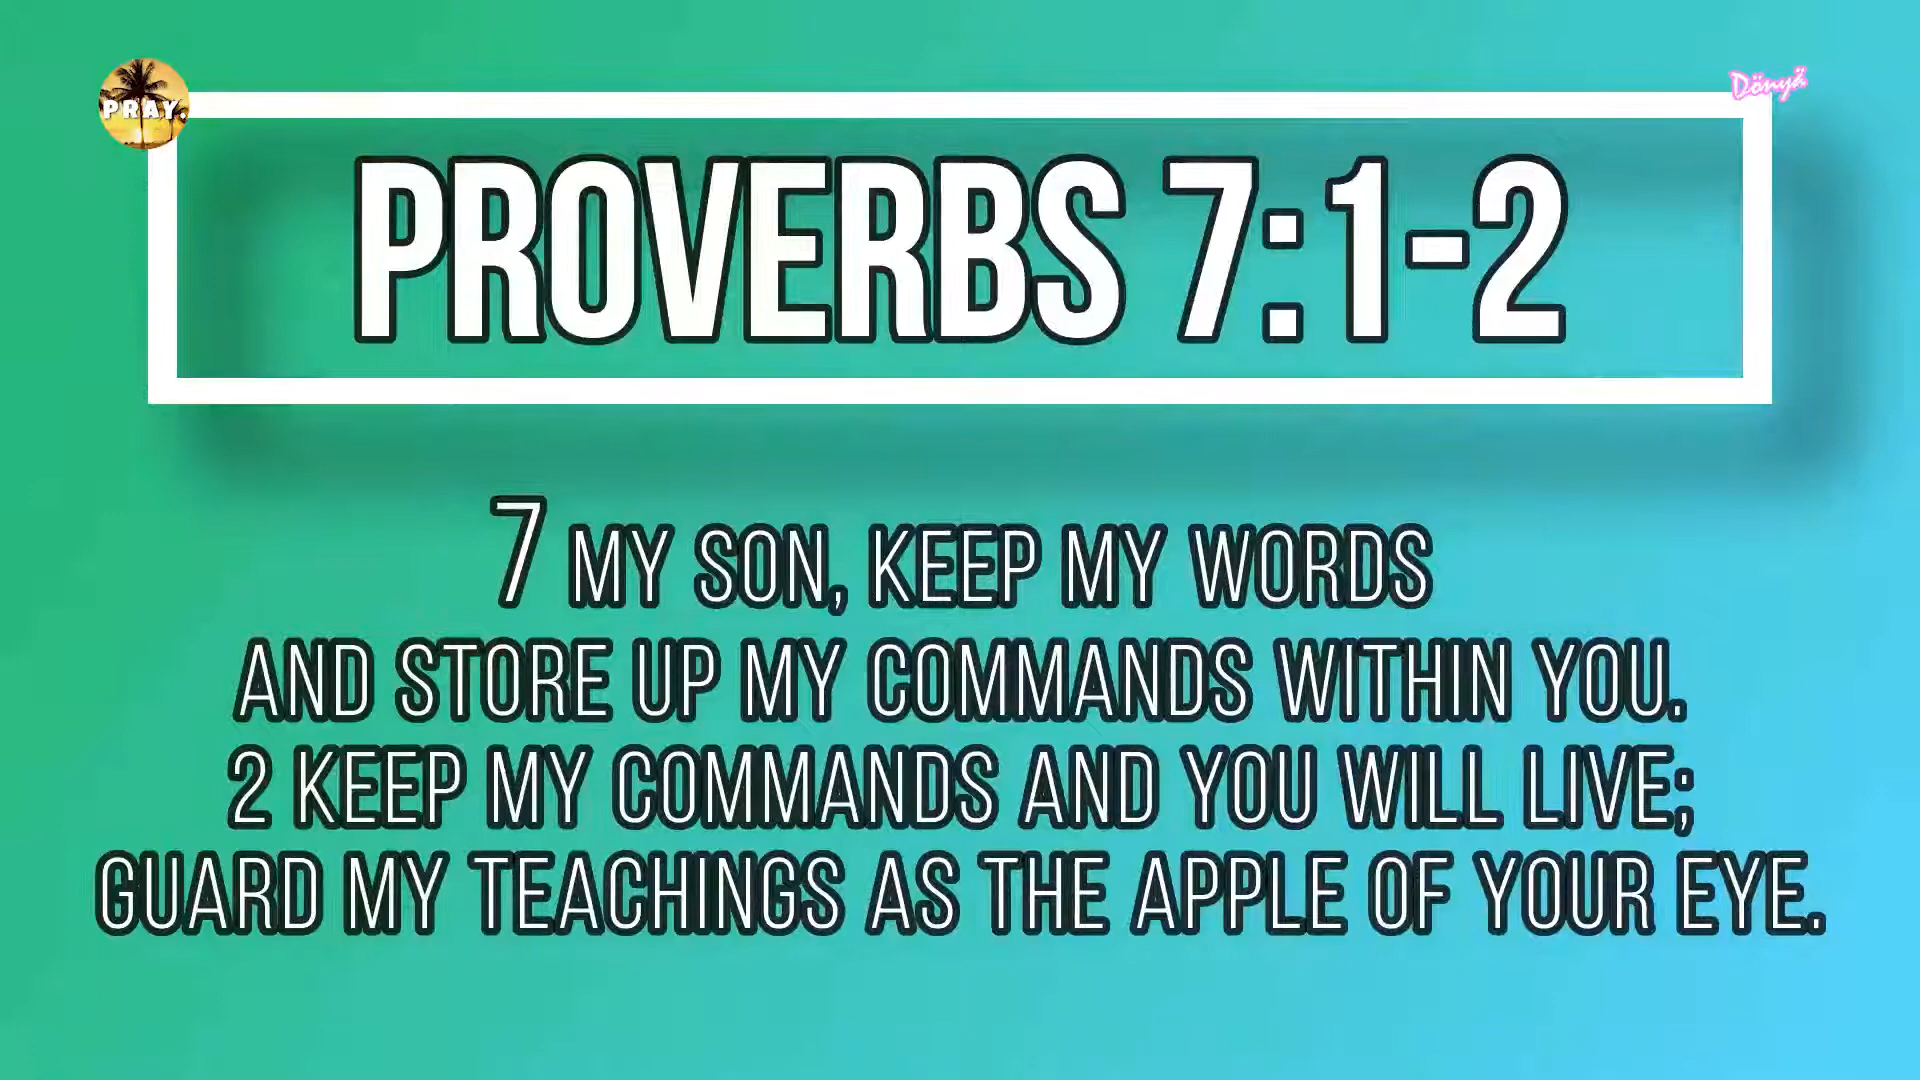 PRAY.
Dönyä
PROVERBS 7:1-2
7 MY SON, KEEP MY WORDS
AND STORE UP MY COMMANDS WITHIN YOU.
2 KEEP MY COMMANDS AND YOU WILL LIVE;
GUARD MY TEACHINGS AS THE APPLE OF YOUR EYE.